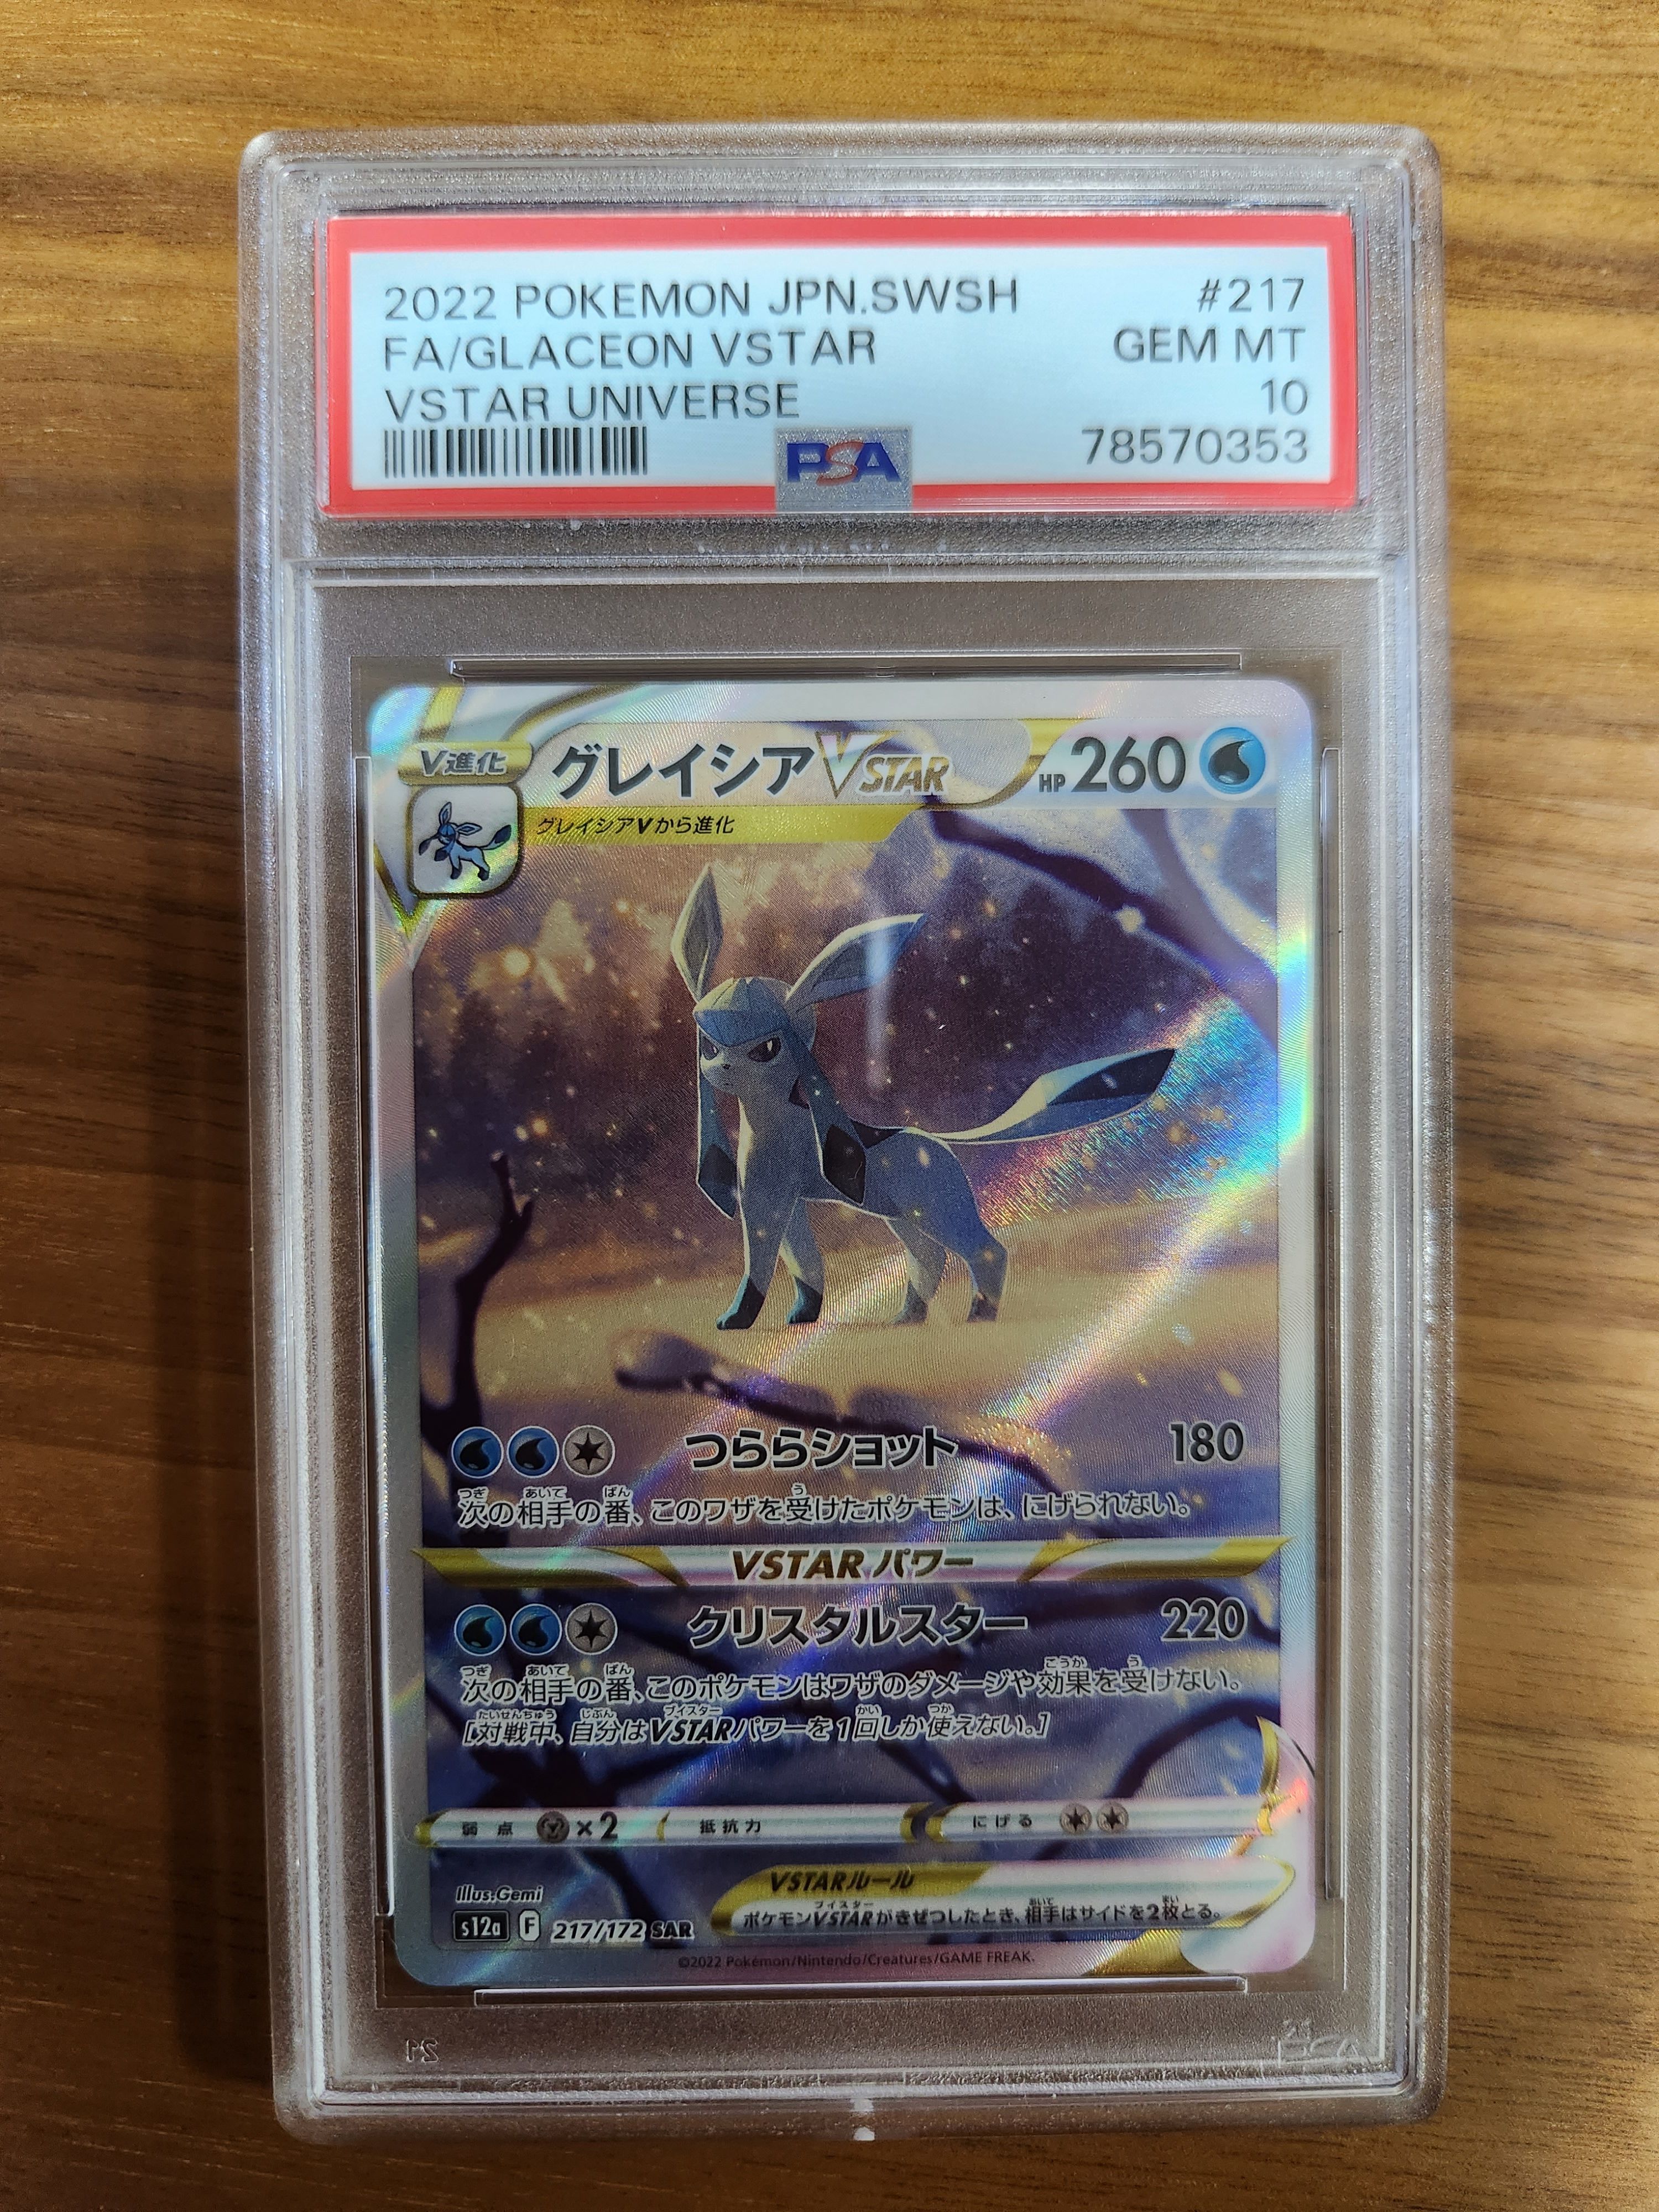 2022 POKEMON JPN.SWSH #217
FA/GLACEON VSTAR GEM MT
VSTAR UNIVERSE 10
78570353
PSA
V進化 グレイシアVSTAR HP 260
グレイシアVから進化
つららショット 180
次の相手の番、このワザを受けたポケモンは、にげられない。
VSTARパワー
クリスタルスター 220
次の相手の番、このポケモンはワザのダメージや効果を受けない。
[対戦中、自分はVSTARパワーを1回しか使えない。]
弱点 ×2 抵抗力 にげる
VSTARルール
ポケモンVSTARがきぜつしたとき、相手はサイドを2枚とる。
Illus.Gemi
s12a F 217/172 SAR
©2022 Pokémon/Nintendo/Creatures/GAME FREAK.